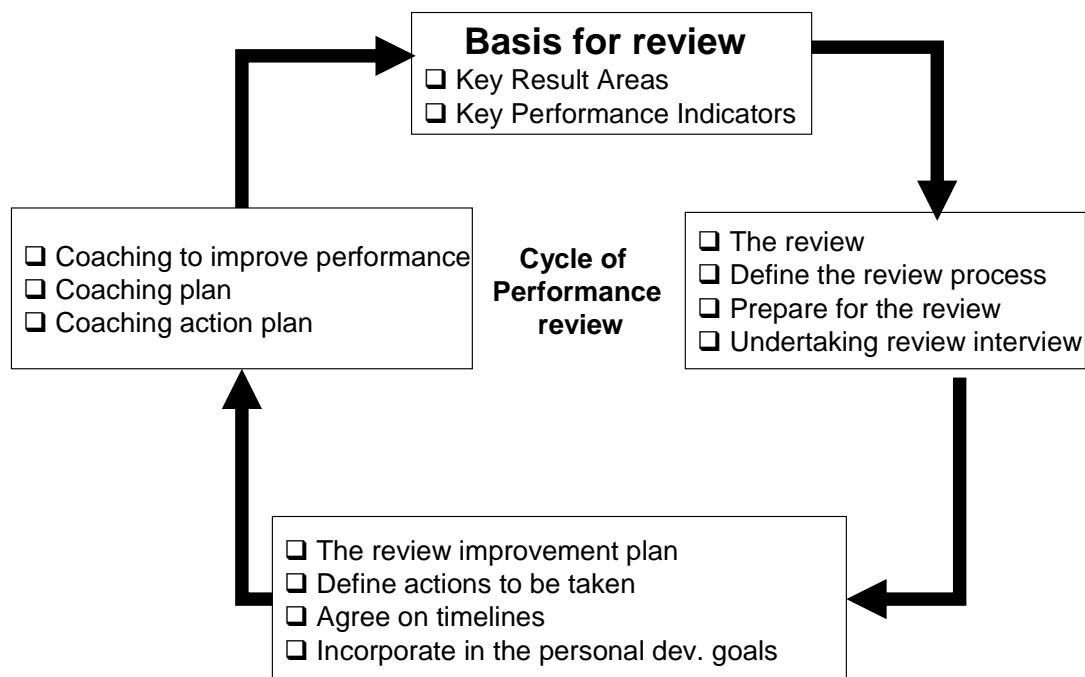 Basis for review
❑ Key Result Areas
❑ Key Performance Indicators
❑ Coaching to improve performance
❑ Coaching plan
❑ Coaching action plan
Cycle of
Performance
review
❑ The review
❑ Define the review process
❑ Prepare for the review
❑ Undertaking review interview
❑ The review improvement plan
❑ Define actions to be taken
❑ Agree on timelines
❑ Incorporate in the personal dev. goals